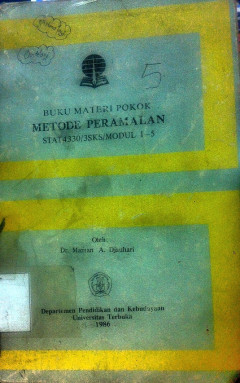 5
BUKU MATERI POKOK
METODE PERAMALAN
STAT4330/3SKS/MODUL 1-5
Oleh:
Dr. Maman A. Djauhari
Departemen Pendidikan dan Kebudayaan
Universitas Terbuka
1986